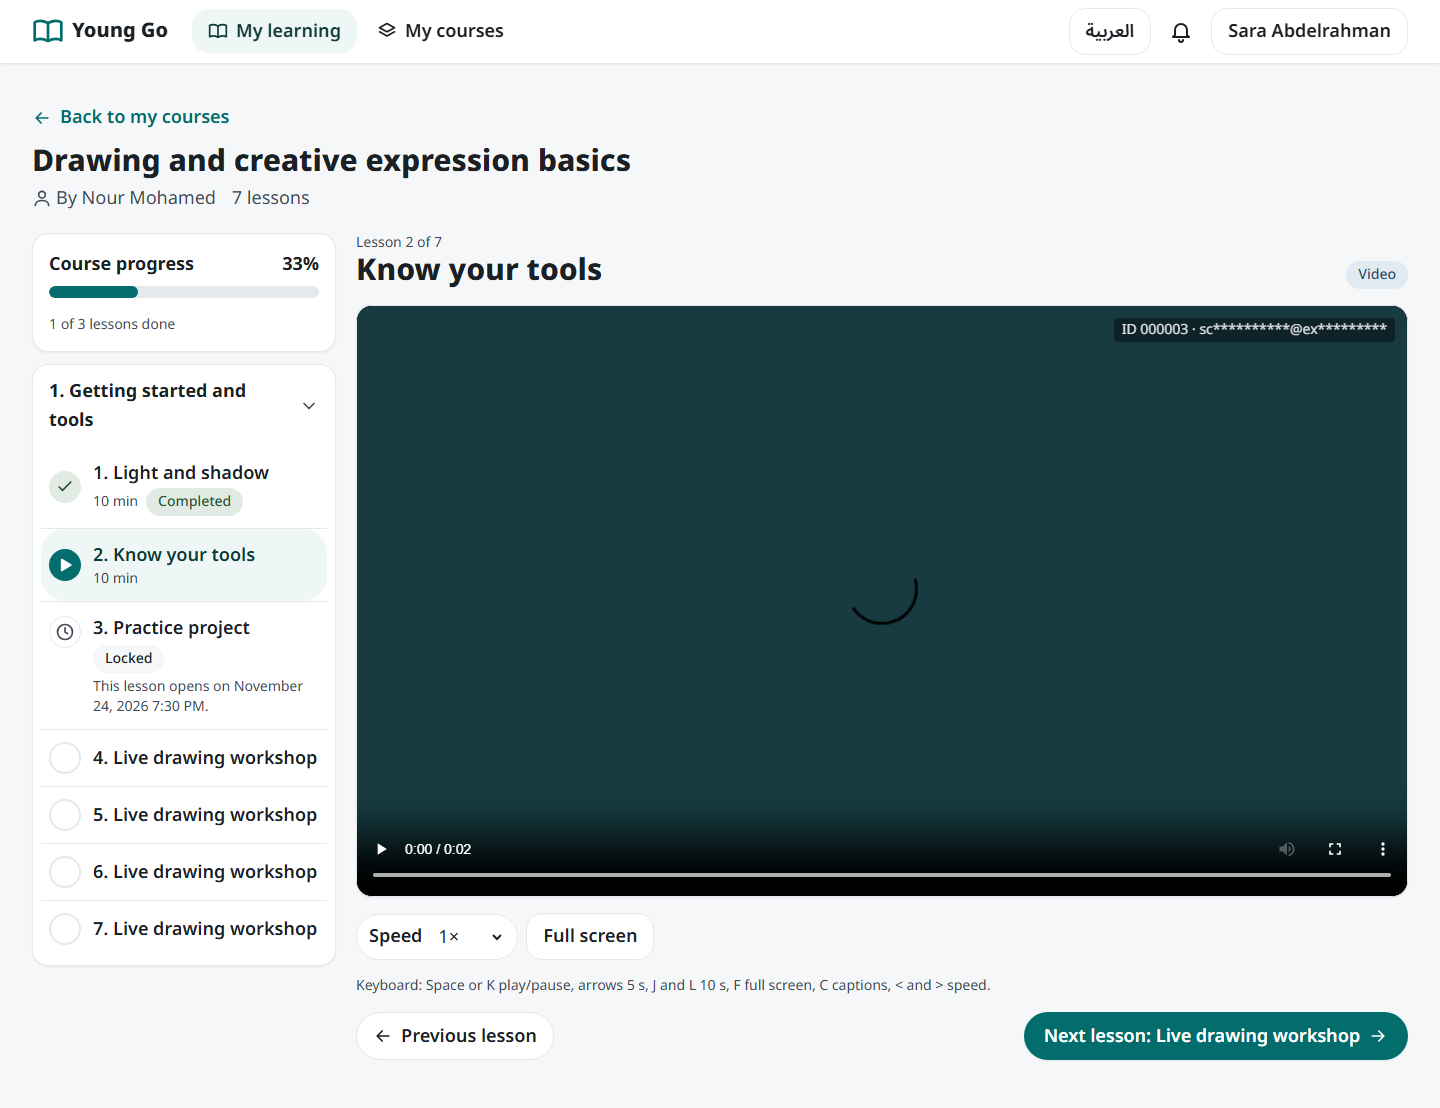 Young Go
My learning
My courses
العربية
Sara Abdelrahman
Back to my courses
Drawing and creative expression basics
By Nour Mohamed 7 lessons
Course progress 33%
1 of 3 lessons done
1. Getting started and
tools
1. Light and shadow
10 min Completed
2. Know your tools
10 min
3. Practice project
Locked
This lesson opens on November
24, 2026 7:30 PM.
4. Live drawing workshop
5. Live drawing workshop
6. Live drawing workshop
7. Live drawing workshop
Lesson 2 of 7
Know your tools
Video
ID 000003 · sc**********@ex*********
0:00 / 0:02
Speed 1×
Full screen
Keyboard: Space or K play/pause, arrows 5 s, J and L 10 s, F full screen, C captions, < and > speed.
Previous lesson
Next lesson: Live drawing workshop